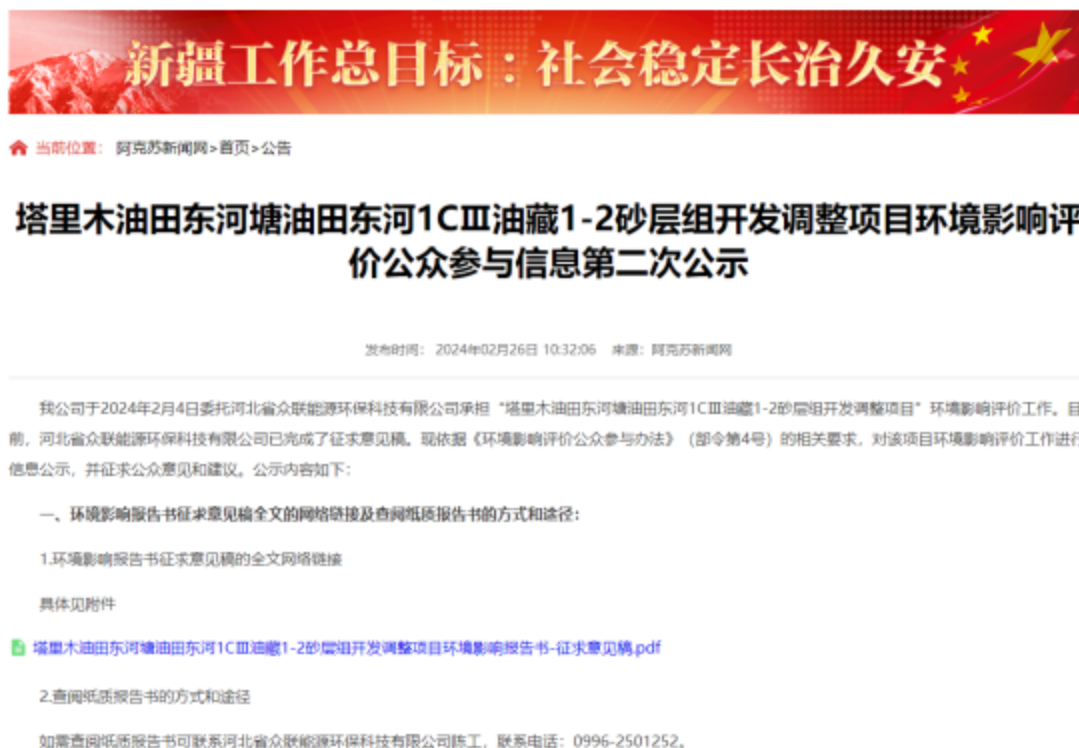 新疆工作总目标：社会稳定长治久安
当前位置： 阿克苏新闻网>首页>公告
塔里木油田东河塘油田东河1CⅢ油藏1-2砂层组开发调整项目环境影响评
价公众参与信息第二次公示
发布时间： 2024年02月26日 10:32:06 来源：阿克苏新闻网
我公司于2024年2月4日委托河北省众联能源环保科技有限公司承担“塔里木油田东河塘油田东河1CⅢ油藏1-2砂层组开发调整项目”环境影响评价工作。目
前，河北省众联能源环保科技有限公司已完成了征求意见稿。现依据《环境影响评价公众参与办法》（部令第4号）的相关要求，对该项目环境影响评价工作进行
信息公示，并征求公众意见和建议。公示内容如下：
一、环境影响报告书征求意见稿全文的网络链接及查阅纸质报告书的方式和途径：
1.环境影响报告书征求意见稿的全文网络链接
具体见附件
塔里木油田东河塘油田东河1CⅢ油藏1-2砂层组开发调整项目环境影响报告书-征求意见稿.pdf
2.查阅纸质报告书的方式和途径
如需查阅纸质报告书可联系河北省众联能源环保科技有限公司陈工，联系电话：0996-2501252。